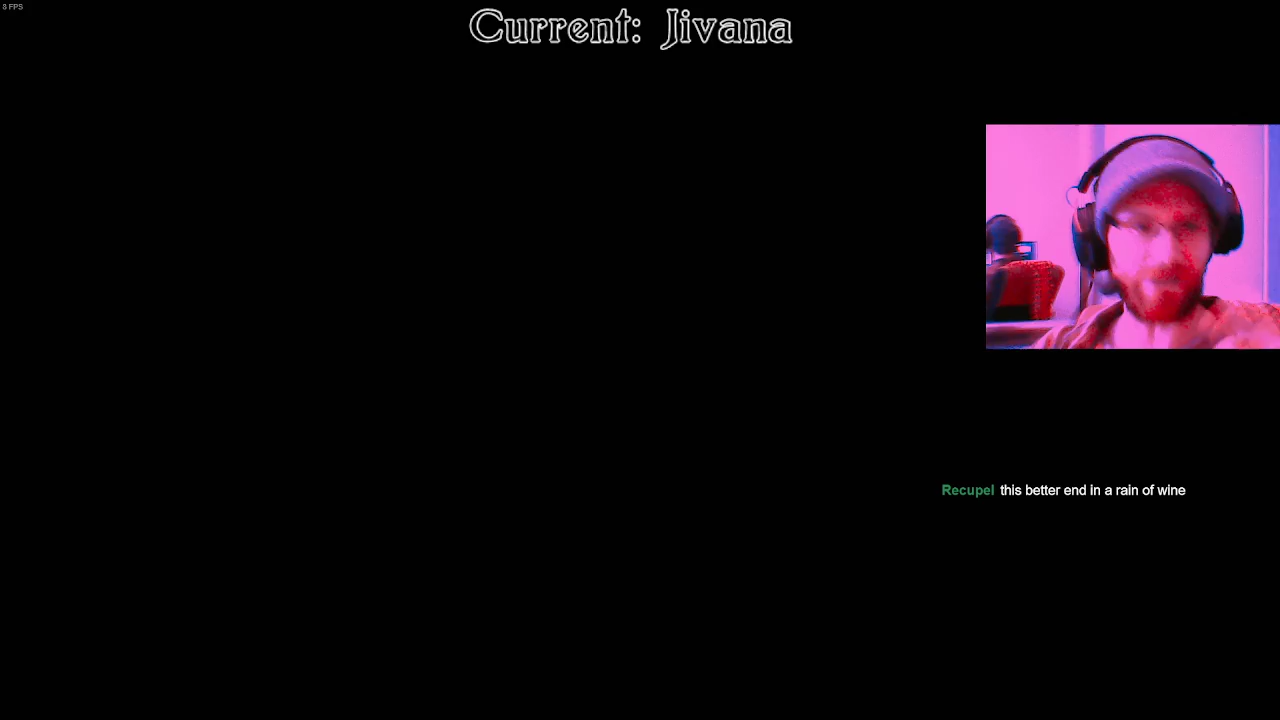 8 FPS
Current: Jivana
Recupel this better end in a rain of wine